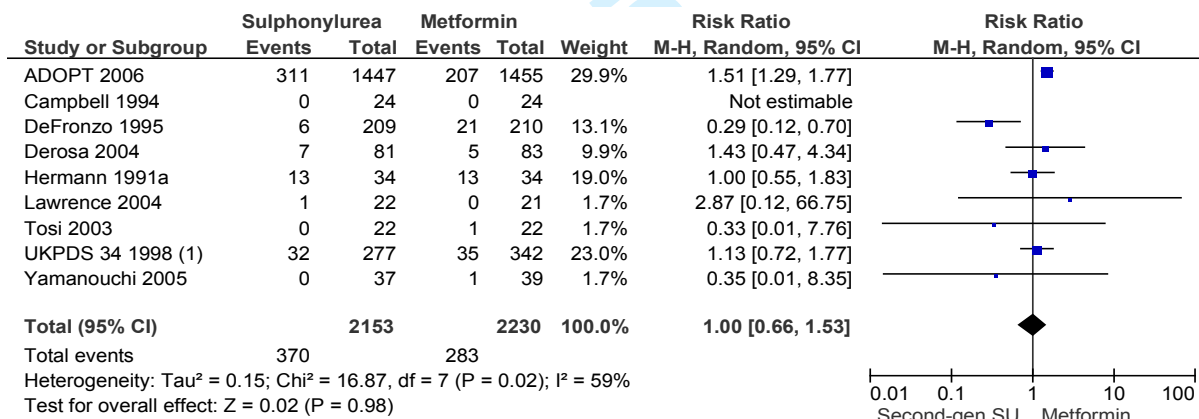 Sulphonylurea Metformin Risk Ratio Risk Ratio
Study or Subgroup Events Total Events Total Weight M-H, Random, 95% CI M-H, Random, 95% CI
ADOPT 2006 311 1447 207 1455 29.9% 1.51 [1.29, 1.77]
Campbell 1994 0 24 0 24 Not estimable
DeFronzo 1995 6 209 21 210 13.1% 0.29 [0.12, 0.70]
Derosa 2004 7 81 5 83 9.9% 1.43 [0.47, 4.34]
Hermann 1991a 13 34 13 34 19.0% 1.00 [0.55, 1.83]
Lawrence 2004 1 22 0 21 1.7% 2.87 [0.12, 66.75]
Tosi 2003 0 22 1 22 1.7% 0.33 [0.01, 7.76]
UKPDS 34 1998 (1) 32 277 35 342 23.0% 1.13 [0.72, 1.77]
Yamanouchi 2005 0 37 1 39 1.7% 0.35 [0.01, 8.35]
Total (95% CI) 2153 2230 100.0% 1.00 [0.66, 1.53]
Total events 370 283
Heterogeneity: Tau² = 0.15; Chi² = 16.87, df = 7 (P = 0.02); I² = 59%
Test for overall effect: Z = 0.02 (P = 0.98)
0.01 0.1 1 10 100
Second-gen SU Metformin